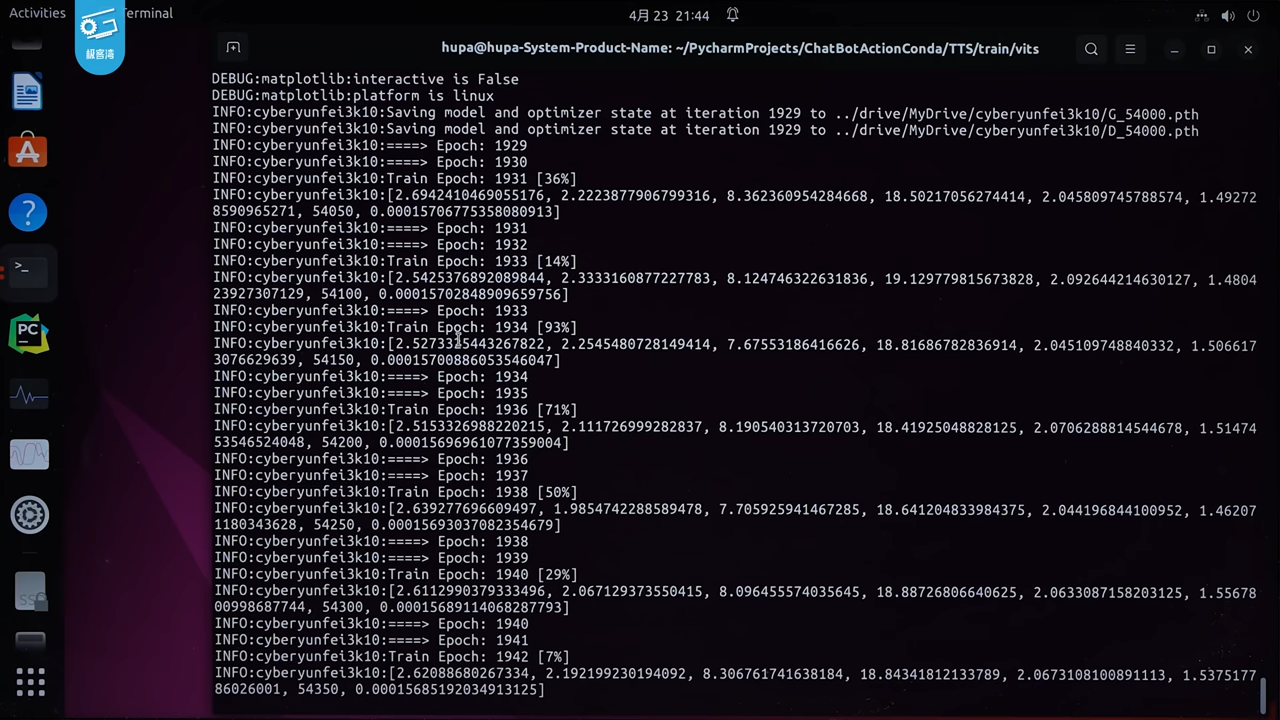 Activities
Terminal
4月 23 21:44
极客湾
hupa@hupa-System-Product-Name: ~/PycharmProjects/ChatBotActionConda/TTS/train/vits
DEBUG:matplotlib:interactive is False
DEBUG:matplotlib:platform is linux
INFO:cyberyunfei3k10:Saving model and optimizer state at iteration 1929 to ../drive/MyDrive/cyberyunfei3k10/G_54000.pth
INFO:cyberyunfei3k10:Saving model and optimizer state at iteration 1929 to ../drive/MyDrive/cyberyunfei3k10/D_54000.pth
INFO:cyberyunfei3k10:====> Epoch: 1929
INFO:cyberyunfei3k10:====> Epoch: 1930
INFO:cyberyunfei3k10:Train Epoch: 1931 [36%]
INFO:cyberyunfei3k10:[2.6942410469055176, 2.2223877906799316, 8.362360954284668, 18.50217056274414, 2.045809745788574, 1.49272
8590965271, 54050, 0.00015706775358080913]
INFO:cyberyunfei3k10:====> Epoch: 1931
INFO:cyberyunfei3k10:====> Epoch: 1932
INFO:cyberyunfei3k10:Train Epoch: 1933 [14%]
INFO:cyberyunfei3k10:[2.5425376892089844, 2.3333160877227783, 8.124746322631836, 19.129779815673828, 2.092644214630127, 1.4804
23927307129, 54100, 0.00015702848909659756]
INFO:cyberyunfei3k10:====> Epoch: 1933
INFO:cyberyunfei3k10:Train Epoch: 1934 [93%]
INFO:cyberyunfei3k10:[2.5273315443267822, 2.2545480728149414, 7.67553186416626, 18.81686782836914, 2.045109748840332, 1.506617
3076629639, 54150, 0.00015700886053546047]
INFO:cyberyunfei3k10:====> Epoch: 1934
INFO:cyberyunfei3k10:====> Epoch: 1935
INFO:cyberyunfei3k10:Train Epoch: 1936 [71%]
INFO:cyberyunfei3k10:[2.5153326988220215, 2.111726999282837, 8.190540313720703, 18.41925048828125, 2.0706288814544678, 1.51474
53546524048, 54200, 0.00015696961077359004]
INFO:cyberyunfei3k10:====> Epoch: 1936
INFO:cyberyunfei3k10:====> Epoch: 1937
INFO:cyberyunfei3k10:Train Epoch: 1938 [50%]
INFO:cyberyunfei3k10:[2.639277696609497, 1.9854742288589478, 7.705925941467285, 18.641204833984375, 2.044196844100952, 1.46207
1180343628, 54250, 0.00015693037082354679]
INFO:cyberyunfei3k10:====> Epoch: 1938
INFO:cyberyunfei3k10:====> Epoch: 1939
INFO:cyberyunfei3k10:Train Epoch: 1940 [29%]
INFO:cyberyunfei3k10:[2.6112990379333496, 2.067129373550415, 8.096455574035645, 18.88726806640625, 2.0633087158203125, 1.55678
00998687744, 54300, 0.00015689114068287793]
INFO:cyberyunfei3k10:====> Epoch: 1940
INFO:cyberyunfei3k10:====> Epoch: 1941
INFO:cyberyunfei3k10:Train Epoch: 1942 [7%]
INFO:cyberyunfei3k10:[2.62088680267334, 2.192199230194092, 8.306761741638184, 18.84341812133789, 2.0673108100891113, 1.5375177
86026001, 54350, 0.00015685192034913125]
PC